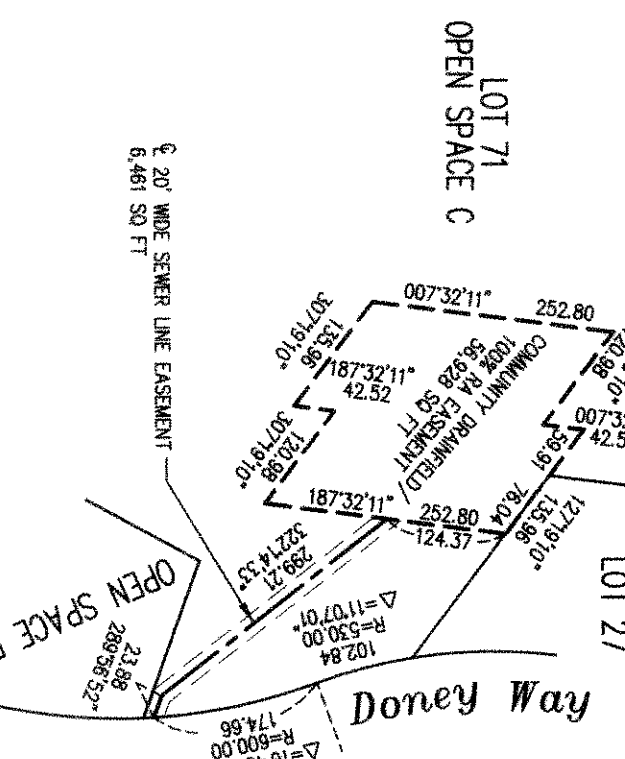 LOT 71
OPEN SPACE C
℄ 20' WIDE SEWER LINE EASEMENT
6,461 SQ FT
007°32'11"
252.80
307°19'10"
135.96
187°32'11"
42.52
COMMUNITY DRAINFIELD /
100% RA EASEMENT
56,928 SQ FT
307°19'10"
120.98
120.98
59.91
76.04
127°19'10"
135.96
187°32'11"
252.80
124.37
LOT 27
322°14'33"
299.21
102.84
R=530.00
Δ=11°07'01"
OPEN SPACE
23.88
289°56'52"
174.66
R=600.00
Doney Way